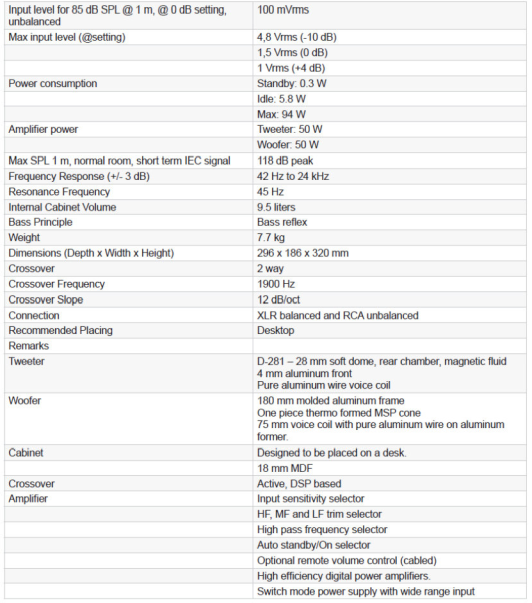 Input level for 85 dB SPL @ 1 m, @ 0 dB setting, unbalanced 100 mVrms
Max input level (@setting) 4,8 Vrms (-10 dB)
1,5 Vrms (0 dB)
1 Vrms (+4 dB)
Power consumption Standby: 0.3 W
Idle: 5.8 W
Max: 94 W
Amplifier power Tweeter: 50 W
Woofer: 50 W
Max SPL 1 m, normal room, short term IEC signal 118 dB peak
Frequency Response (+/- 3 dB) 42 Hz to 24 kHz
Resonance Frequency 45 Hz
Internal Cabinet Volume 9.5 liters
Bass Principle Bass reflex
Weight 7.7 kg
Dimensions (Depth x Width x Height) 296 x 186 x 320 mm
Crossover 2 way
Crossover Frequency 1900 Hz
Crossover Slope 12 dB/oct
Connection XLR balanced and RCA unbalanced
Recommended Placing Desktop
Remarks
Tweeter D-281 – 28 mm soft dome, rear chamber, magnetic fluid
4 mm aluminum front
Pure aluminum wire voice coil
Woofer 180 mm molded aluminum frame
One piece thermo formed MSP cone
75 mm voice coil with pure aluminum wire on aluminum
former.
Cabinet Designed to be placed on a desk.
18 mm MDF
Crossover Active, DSP based
Amplifier Input sensitivity selector
HF, MF and LF trim selector
High pass frequency selector
Auto standby/On selector
Optional remote volume control (cabled)
High efficiency digital power amplifiers.
Switch mode power supply with wide range input